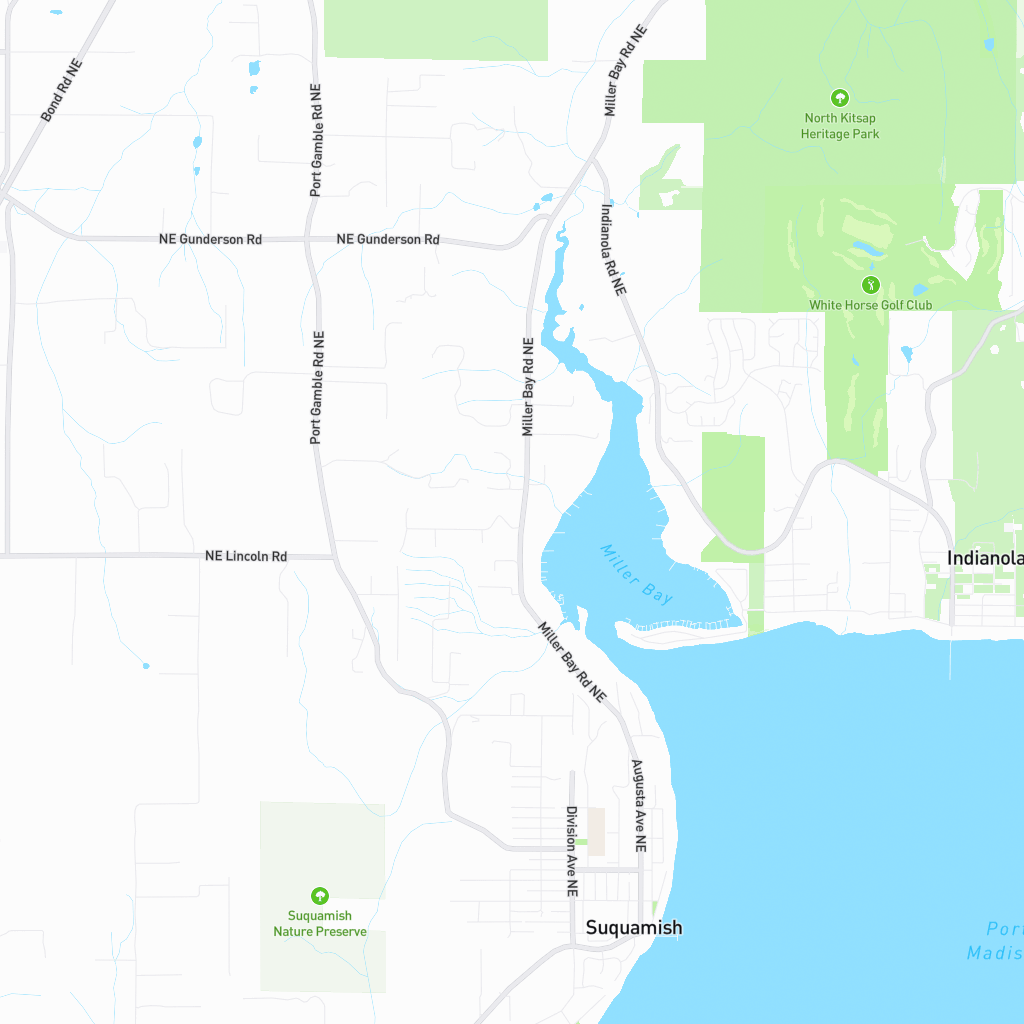 Bond Rd NE
Port Gamble Rd NE
Miller Bay Rd NE
North Kitsap
Heritage Park
NE Gunderson Rd
NE Gunderson Rd
Indianola Rd NE
White Horse Golf Club
Port Gamble Rd NE
Miller Bay Rd NE
NE Lincoln Rd
Miller Bay
Indianola
Miller Bay Rd NE
Augusta Ave NE
Division Ave NE
Suquamish
Nature Preserve
Suquamish
Port
Madis